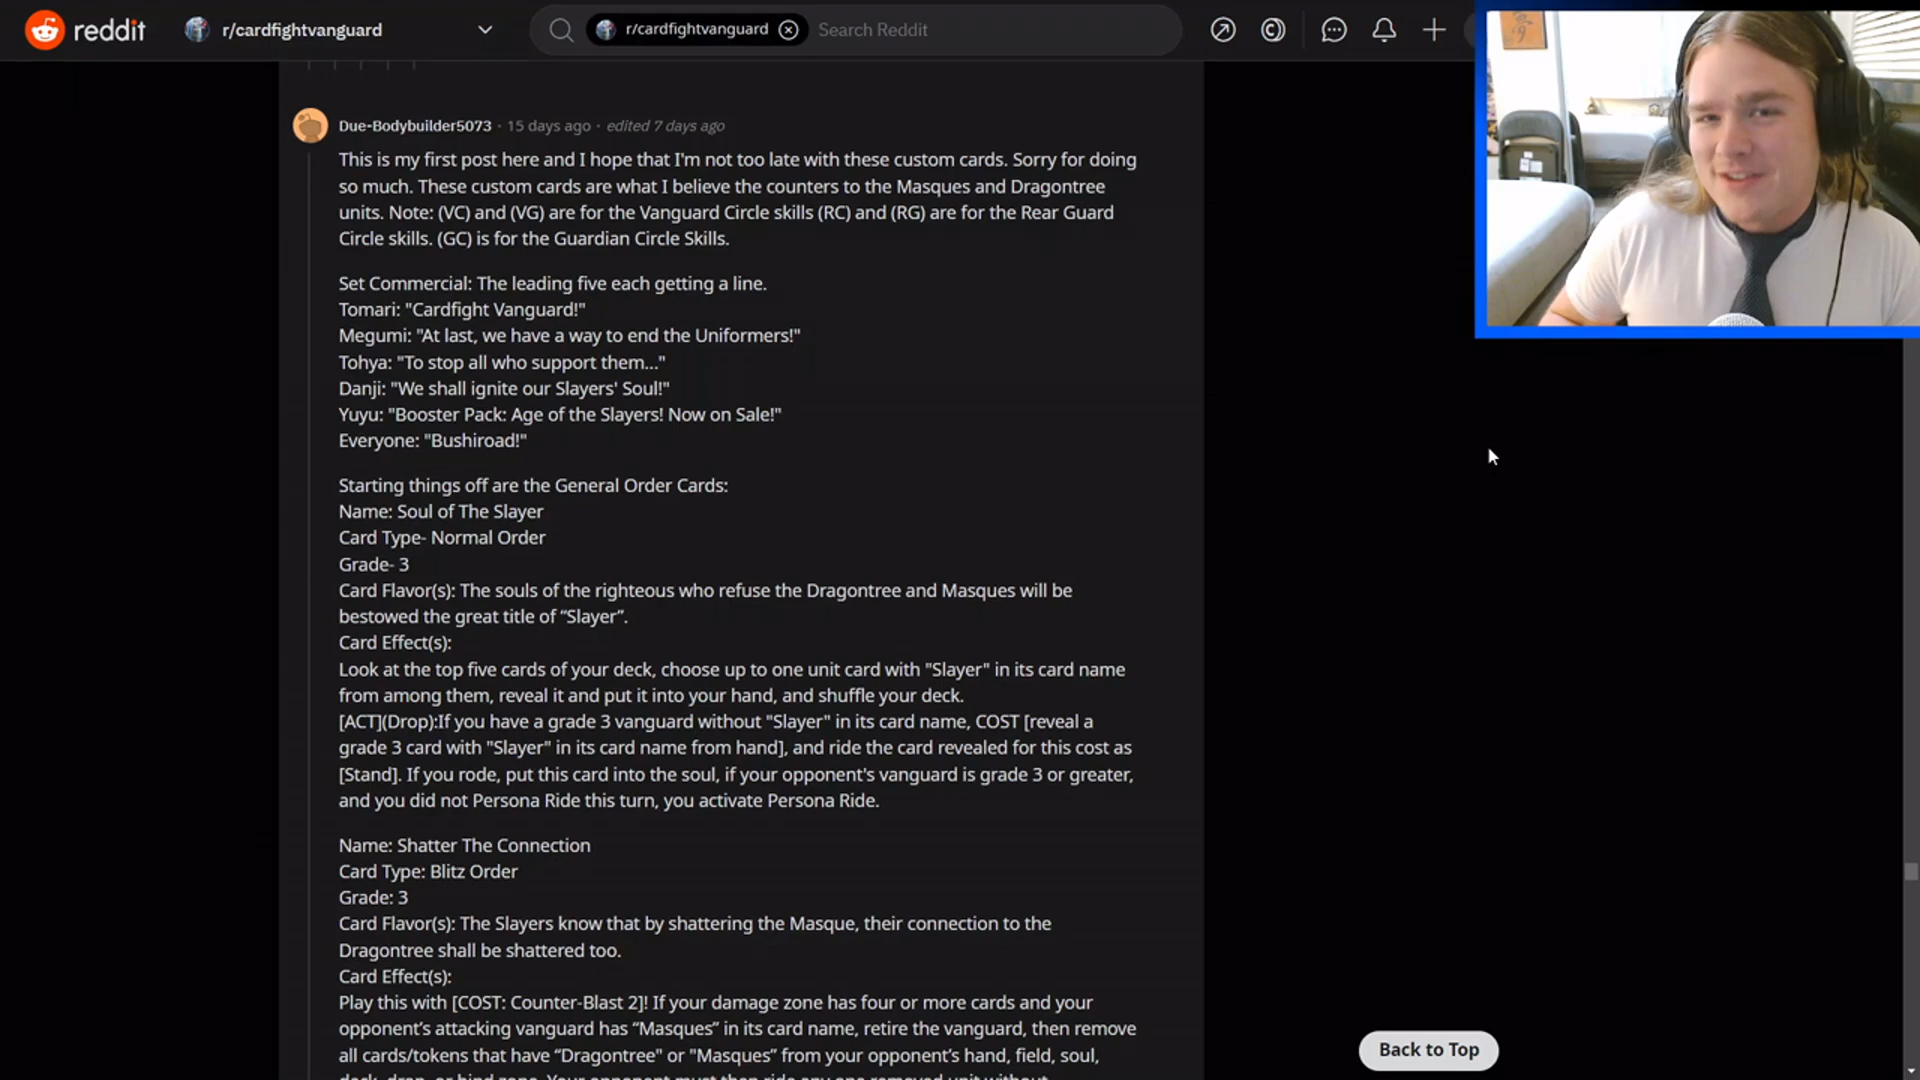 reddit
r/cardfightvanguard
r/cardfightvanguard
Search Reddit
Due-Bodybuilder5073 · 15 days ago · edited 7 days ago
This is my first post here and I hope that I'm not too late with these custom cards. Sorry for doing
so much. These custom cards are what I believe the counters to the Masques and Dragontree
units. Note: (VC) and (VG) are for the Vanguard Circle skills (RC) and (RG) are for the Rear Guard
Circle skills. (GC) is for the Guardian Circle Skills.
Set Commercial: The leading five each getting a line.
Tomari: "Cardfight Vanguard!"
Megumi: "At last, we have a way to end the Uniformers!"
Tohya: "To stop all who support them..."
Danji: "We shall ignite our Slayers' Soul!"
Yuyu: "Booster Pack: Age of the Slayers! Now on Sale!"
Everyone: "Bushiroad!"
Starting things off are the General Order Cards:
Name: Soul of The Slayer
Card Type- Normal Order
Grade- 3
Card Flavor(s): The souls of the righteous who refuse the Dragontree and Masques will be
bestowed the great title of “Slayer”.
Card Effect(s):
Look at the top five cards of your deck, choose up to one unit card with "Slayer" in its card name
from among them, reveal it and put it into your hand, and shuffle your deck.
[ACT](Drop):If you have a grade 3 vanguard without "Slayer" in its card name, COST [reveal a
grade 3 card with "Slayer" in its card name from hand], and ride the card revealed for this cost as
[Stand]. If you rode, put this card into the soul, if your opponent's vanguard is grade 3 or greater,
and you did not Persona Ride this turn, you activate Persona Ride.
Name: Shatter The Connection
Card Type: Blitz Order
Grade: 3
Card Flavor(s): The Slayers know that by shattering the Masque, their connection to the
Dragontree shall be shattered too.
Card Effect(s):
Play this with [COST: Counter-Blast 2]! If your damage zone has four or more cards and your
opponent’s attacking vanguard has “Masques” in its card name, retire the vanguard, then remove
all cards/tokens that have “Dragontree" or "Masques” from your opponent’s hand, field, soul,
deck, drop, or bind zone. Your opponent must then ride any one removed unit without
Back to Top